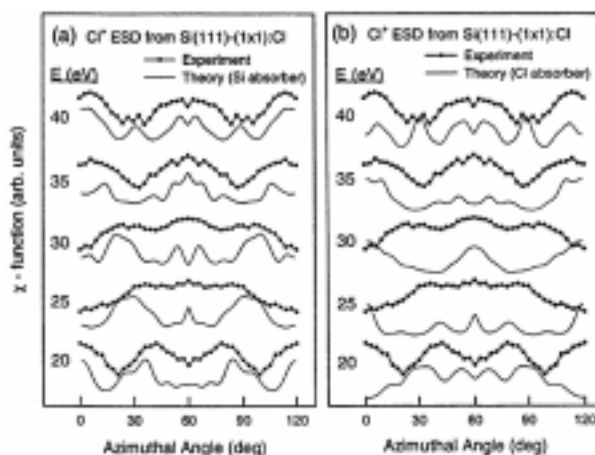 (a) Cl⁺ ESD from Si(111)-(1x1):Cl
Experiment
Theory (Si absorber)
E (eV)
40
35
30
25
20
χ - function (arb. units)
0 30 60 90 120
Azimuthal Angle (deg)
(b) Cl⁺ ESD from Si(111)-(1x1):Cl
Experiment
Theory (Cl absorber)
E (eV)
40
35
30
25
20
0 30 60 90 120
Azimuthal Angle (deg)